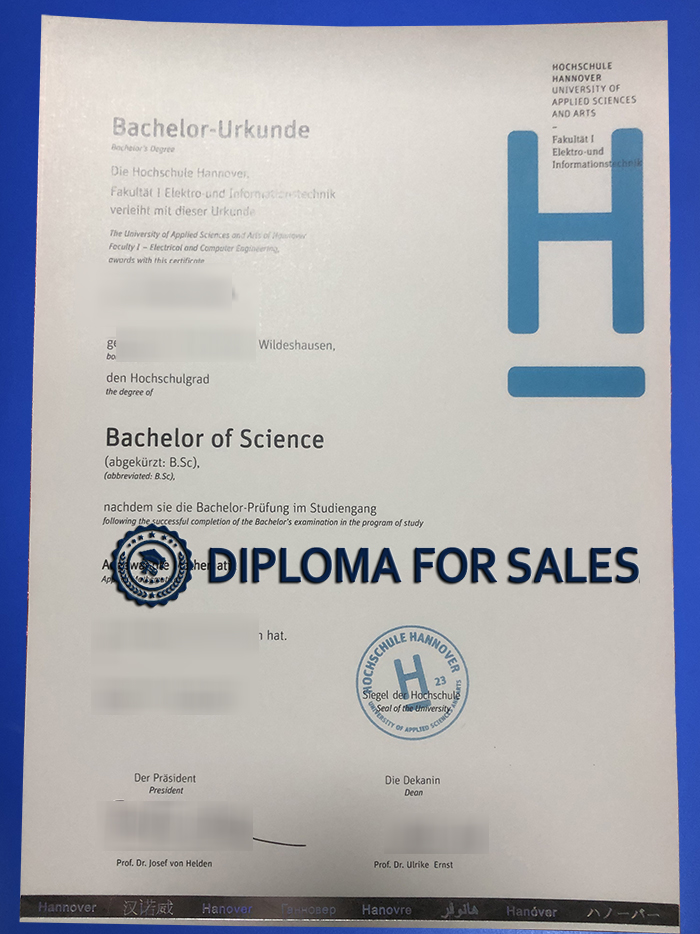 HOCHSCHULE
HANNOVER
UNIVERSITY OF
APPLIED SCIENCES
AND ARTS
–
Fakultät I
Elektro-und
Informationstechnik
Bachelor-Urkunde
Bachelor's Degree
Die Hochschule Hannover,
Fakultät I Elektro-und Informationstechnik
verleiht mit dieser Urkunde
The University of Applied Sciences and Arts of Hannover
Faculty I – Electrical and Computer Engineering,
awards with this certificate
Wildeshausen,
den Hochschulgrad
the degree of
Bachelor of Science
(abgekürzt: B.Sc),
(abbreviated: B.Sc),
nachdem sie die Bachelor-Prüfung im Studiengang
following the successful completion of the Bachelor's examination in the program of study
DIPLOMA FOR SALES
hat.
HOCHSCHULE HANNOVER
H
23
Siegel der Hochschule
Seal of the University
UNIVERSITY OF APPLIED SCIENCES AND ARTS
Der Präsident
President
Die Dekanin
Dean
Prof. Dr. Josef von Helden
Prof. Dr. Ulrike Ernst
Hannover 汉诺威 Hanover Ганновер Hanovre هانوفر Hanôver ハノーバー